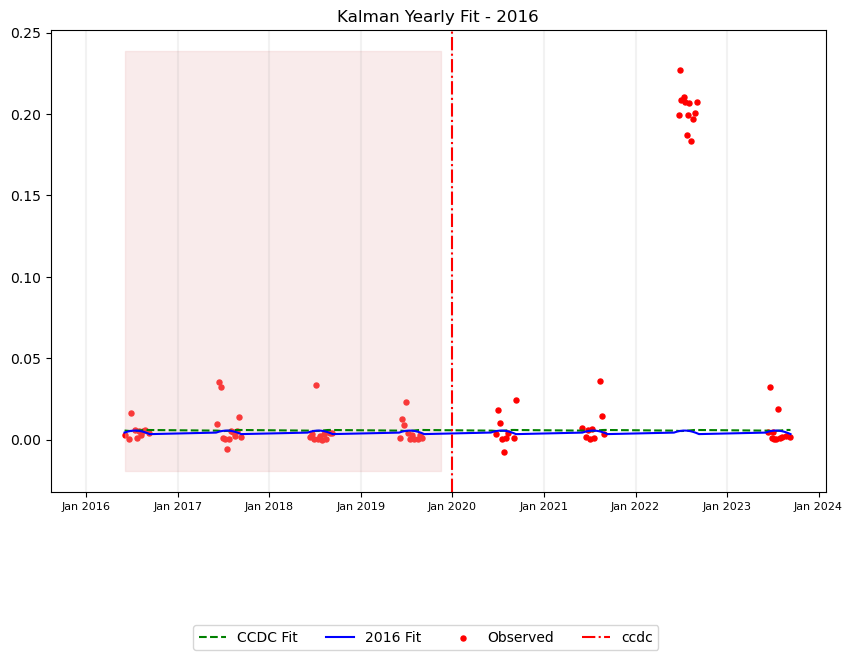 Kalman Yearly Fit - 2016
0.25
0.20
0.15
0.10
0.05
0.00
Jan 2016 Jan 2017 Jan 2018 Jan 2019 Jan 2020 Jan 2021 Jan 2022 Jan 2023 Jan 2024
CCDC Fit 2016 Fit Observed ccdc